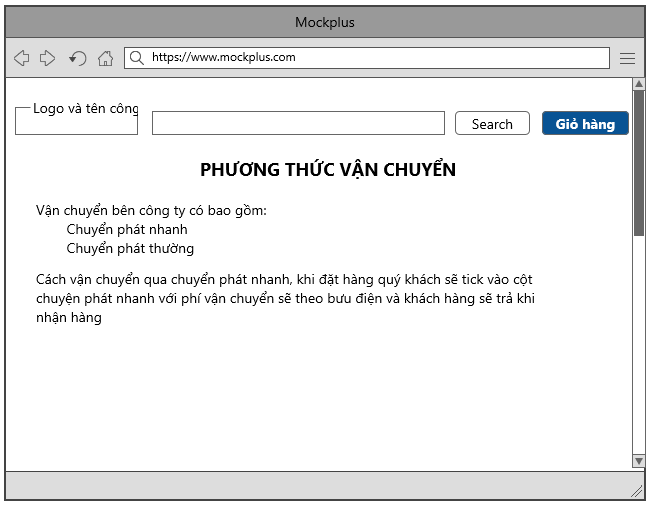 Mockplus
https://www.mockplus.com
Logo và tên công
Search
Giỏ hàng
PHƯƠNG THỨC VẬN CHUYỂN
Vận chuyển bên công ty có bao gồm:
Chuyển phát nhanh
Chuyển phát thường
Cách vận chuyển qua chuyển phát nhanh, khi đặt hàng quý khách sẽ tick vào cột
chuyện phát nhanh với phí vận chuyển sẽ theo bưu điện và khách hàng sẽ trả khi
nhận hàng